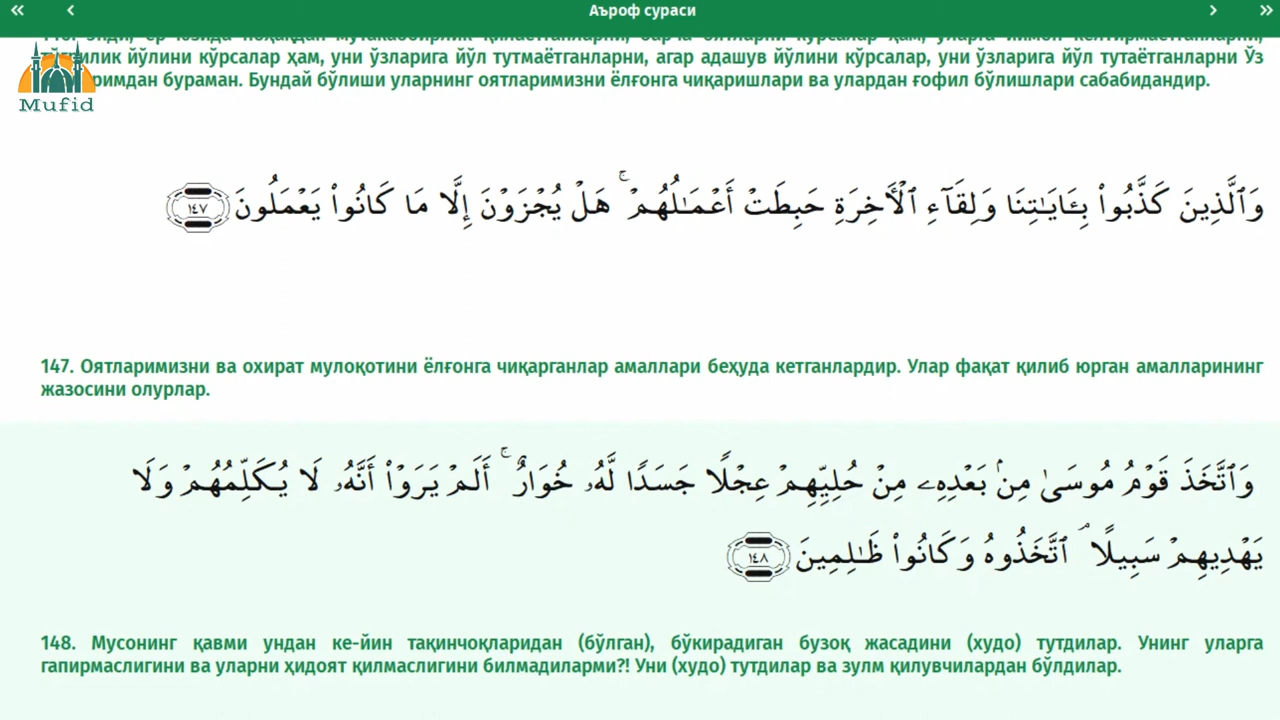 Аъроф сураси
йўлини кўрсалар ҳам, уни ўзларига йўл тутмаётганларни, агар адашув йўлини кўрсалар, уни ўзларига йўл тутаётганларни Ўз
бураман. Бундай бўлиши уларнинг оятларимизни ёлғонга чиқаришлари ва улардан ғофил бўлишлари сабабидандир.
Mufid
وَٱلَّذِينَ كَذَّبُوا۟ بِـَٔايَـٰتِنَا وَلِقَآءِ ٱلْـَٔاخِرَةِ حَبِطَتْ أَعْمَـٰلُهُمْ ۚ هَلْ يُجْزَوْنَ إِلَّا مَا كَانُوا۟ يَعْمَلُونَ ١٤٧
147. Оятларимизни ва охират мулоқотини ёлғонга чиқарганлар амаллари беҳуда кетганлардир. Улар фақат қилиб юрган амалларининг
жазосини олурлар.
وَٱتَّخَذَ قَوْمُ مُوسَىٰ مِنۢ بَعْدِهِۦ مِنْ حُلِيِّهِمْ عِجْلًا جَسَدًا لَّهُۥ خُوَارٌ ۚ أَلَمْ يَرَوْا۟ أَنَّهُۥ لَا يُكَلِّمُهُمْ وَلَا
يَهْدِيهِمْ سَبِيلًا ۘ ٱتَّخَذُوهُ وَكَانُوا۟ ظَـٰلِمِينَ ١٤٨
148. Мусонинг қавми ундан ке-йин тақинчоқларидан (бўлган), бўкирадиган бузоқ жасадини (худо) тутдилар. Унинг уларга
гапирмаслигини ва уларни ҳидоят қилмаслигини билмадиларми?! Уни (худо) тутдилар ва зулм қилувчилардан бўлдилар.